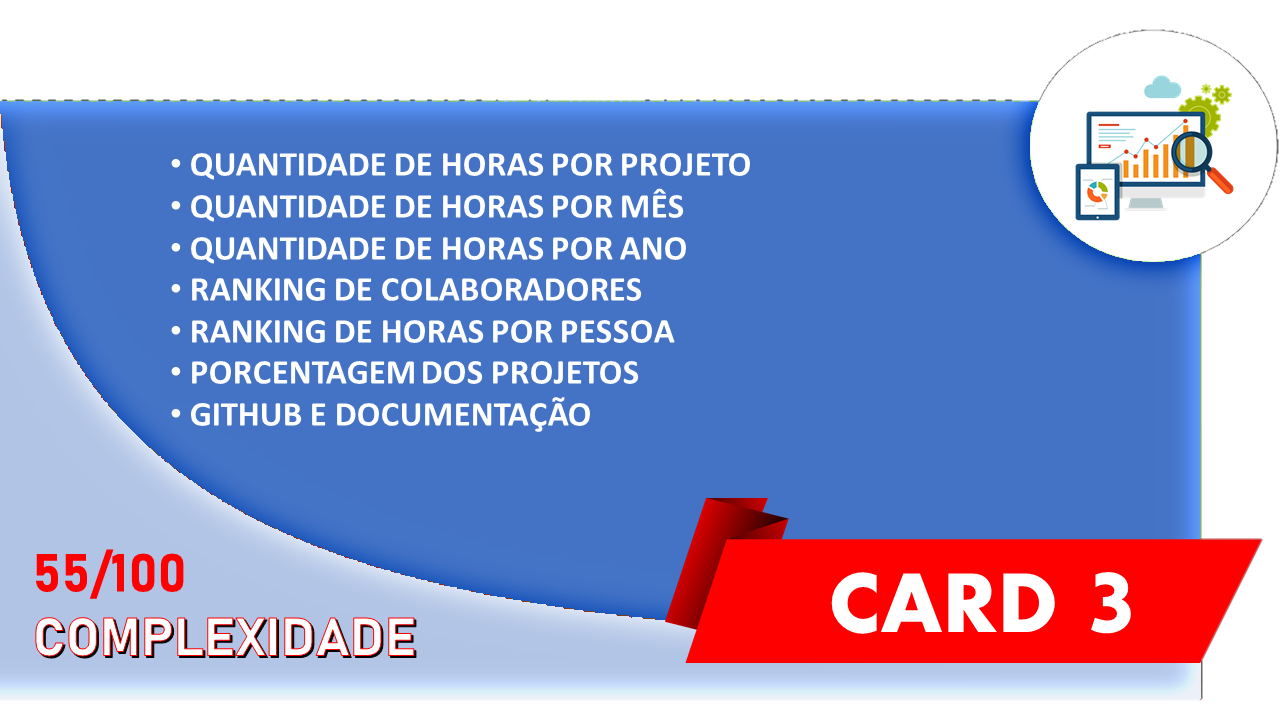 • QUANTIDADE DE HORAS POR PROJETO
• QUANTIDADE DE HORAS POR MÊS
• QUANTIDADE DE HORAS POR ANO
• RANKING DE COLABORADORES
• RANKING DE HORAS POR PESSOA
• PORCENTAGEM DOS PROJETOS
• GITHUB E DOCUMENTAÇÃO
55/100
COMPLEXIDADE
CARD 3